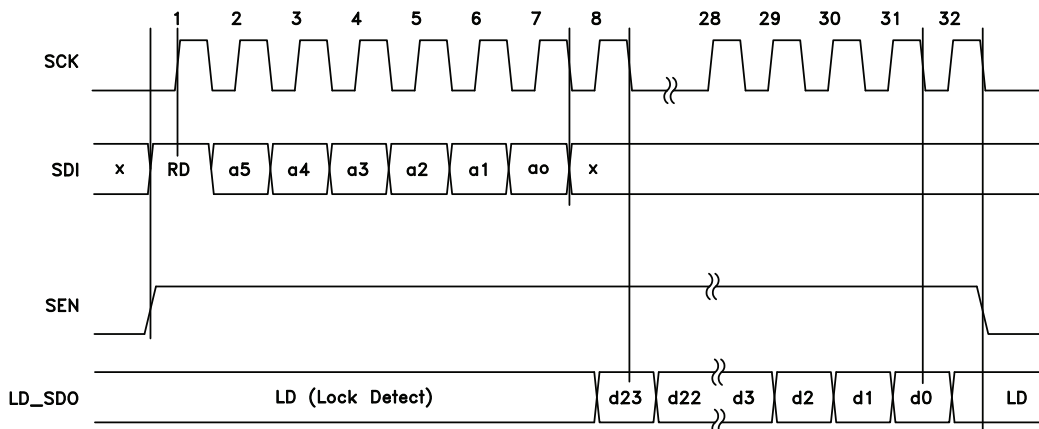 1 2 3 4 5 6 7 8 28 29 30 31 32
SCK
SDI x RD a5 a4 a3 a2 a1 ao x
SEN
LD_SDO LD (Lock Detect) d23 d22 d3 d2 d1 d0 LD